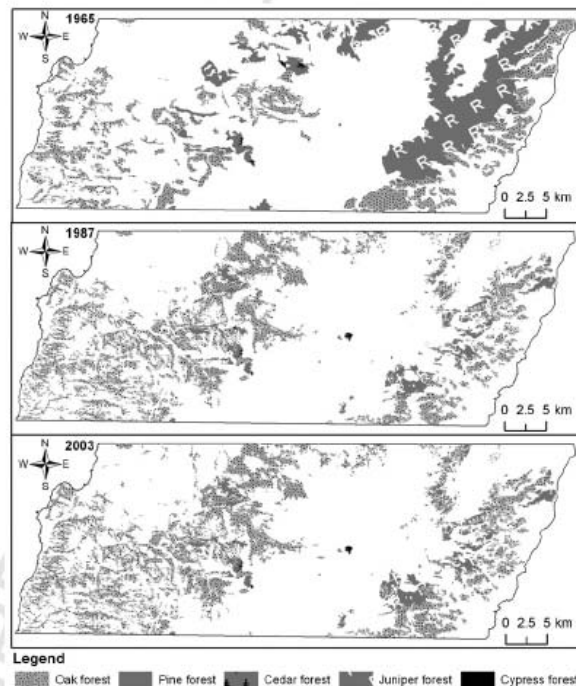 1965
N
W E
S
0 2.5 5 km
1987
N
W E
S
0 2.5 5 km
2003
N
W E
S
0 2.5 5 km
Legend
Oak forest Pine forest Cedar forest Juniper forest Cypress forest